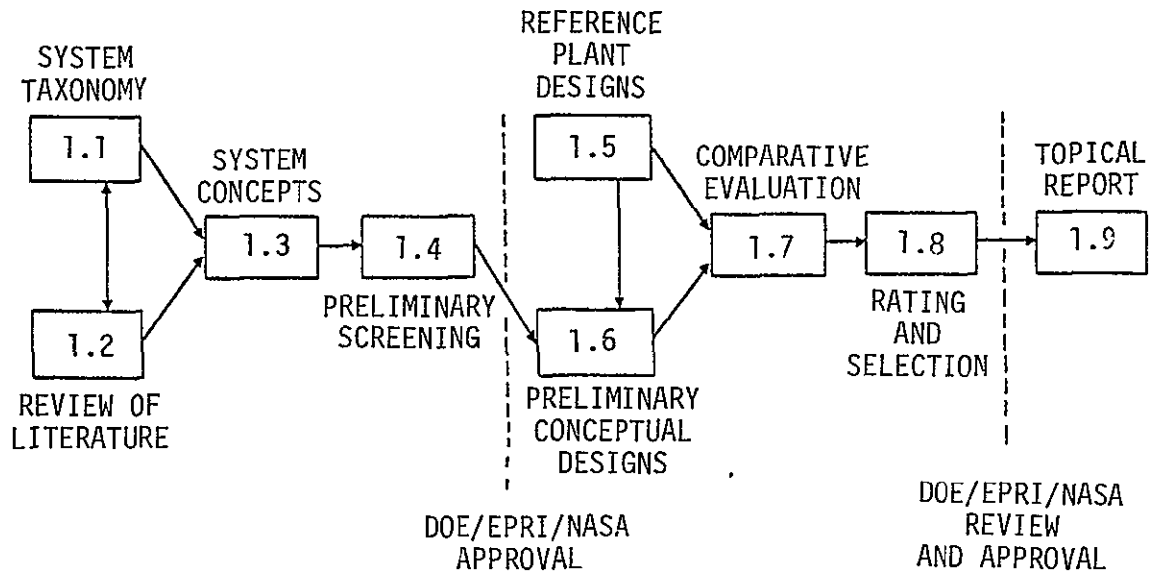 SYSTEM
TAXONOMY
1.1
1.2
REVIEW OF
LITERATURE
SYSTEM
CONCEPTS
1.3
1.4
PRELIMINARY
SCREENING
DOE/EPRI/NASA
APPROVAL
REFERENCE
PLANT
DESIGNS
1.5
1.6
PRELIMINARY
CONCEPTUAL
DESIGNS
COMPARATIVE
EVALUATION
1.7
1.8
RATING
AND
SELECTION
TOPICAL
REPORT
1.9
DOE/EPRI/NASA
REVIEW
AND APPROVAL